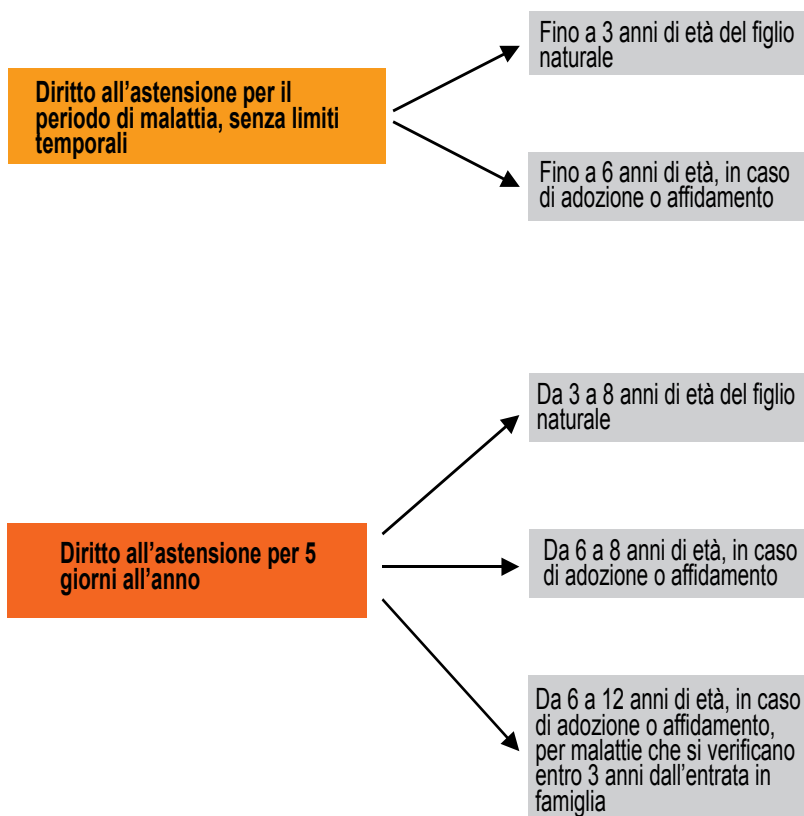 Diritto all’astensione per il
periodo di malattia, senza limiti
temporali
Fino a 3 anni di età del figlio
naturale
Fino a 6 anni di età, in caso
di adozione o affidamento
Diritto all’astensione per 5
giorni all’anno
Da 3 a 8 anni di età del figlio
naturale
Da 6 a 8 anni di età, in caso
di adozione o affidamento
Da 6 a 12 anni di età, in caso
di adozione o affidamento,
per malattie che si verificano
entro 3 anni dall’entrata in
famiglia